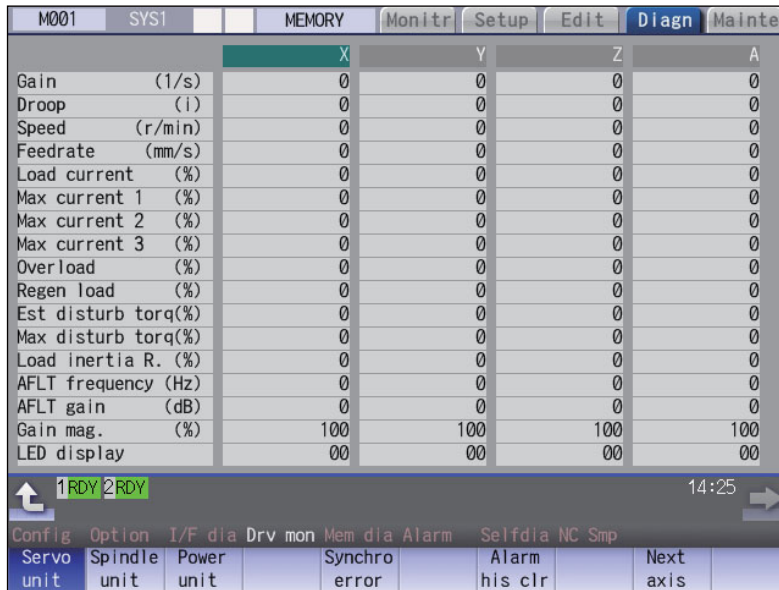 M001 SYS1 MEMORY Monitr Setup Edit Diagn Mainte
X Y Z A
Gain (1/s) 0 0 0 0
Droop (i) 0 0 0 0
Speed (r/min) 0 0 0 0
Feedrate (mm/s) 0 0 0 0
Load current (%) 0 0 0 0
Max current 1 (%) 0 0 0 0
Max current 2 (%) 0 0 0 0
Max current 3 (%) 0 0 0 0
Overload (%) 0 0 0 0
Regen load (%) 0 0 0 0
Est disturb torq(%) 0 0 0 0
Max disturb torq(%) 0 0 0 0
Load inertia R. (%) 0 0 0 0
AFLT frequency (Hz) 0 0 0 0
AFLT gain (dB) 0 0 0 0
Gain mag. (%) 100 100 100 100
LED display 00 00 00 00
1 RDY 2 RDY 14:25
Config Option I/F dia Drv mon Mem dia Alarm Selfdia NC Smp
Servo Spindle Power Synchro Alarm Next
unit unit unit error his clr axis